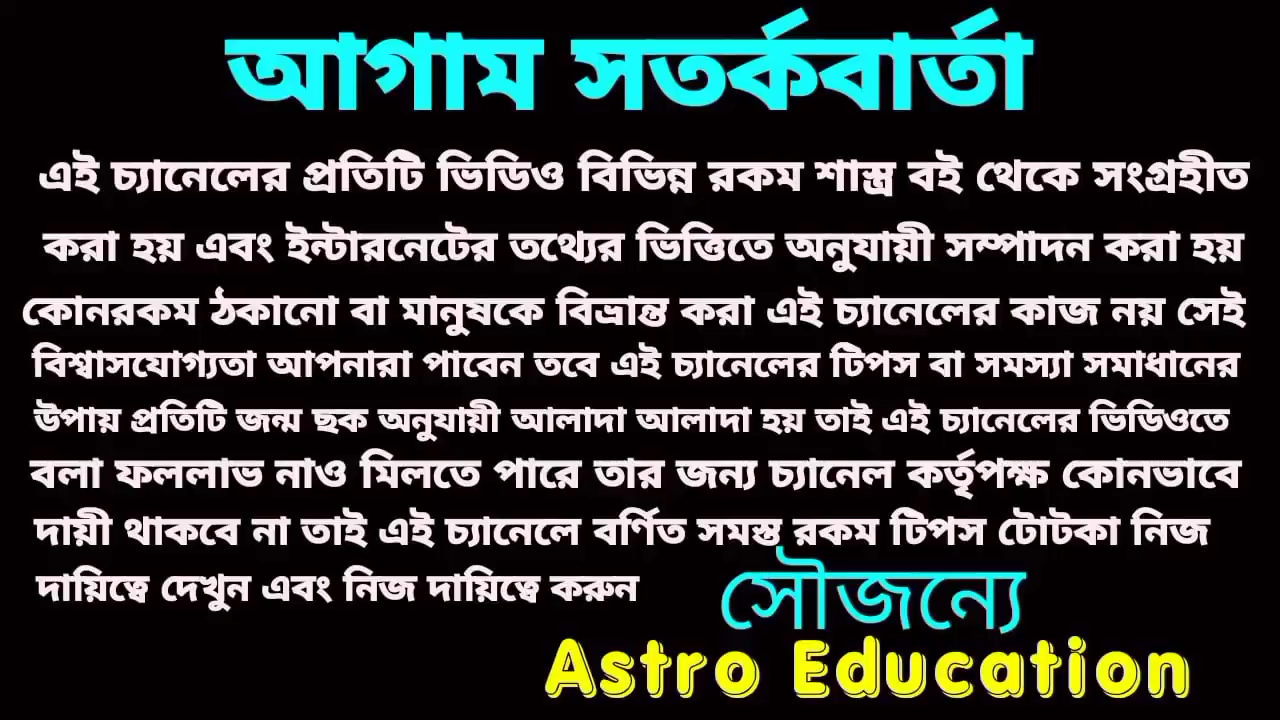 আগাম সতর্কবার্তা
এই চ্যানেলের প্রতিটি ভিডিও বিভিন্ন রকম শাস্ত্র বই থেকে সংগ্রহীত
করা হয় এবং ইন্টারনেটের তথ্যের ভিত্তিতে অনুযায়ী সম্পাদন করা হয়
কোনরকম ঠকানো বা মানুষকে বিভ্রান্ত করা এই চ্যানেলের কাজ নয় সেই
বিশ্বাসযোগ্যতা আপনারা পাবেন তবে এই চ্যানেলের টিপস বা সমস্যা সমাধানের
উপায় প্রতিটি জন্ম ছক অনুযায়ী আলাদা আলাদা হয় তাই এই চ্যানেলের ভিডিওতে
বলা ফললাভ নাও মিলতে পারে তার জন্য চ্যানেল কর্তৃপক্ষ কোনভাবে
দায়ী থাকবে না তাই এই চ্যানেলে বর্ণিত সমস্ত রকম টিপস টোটকা নিজ
দায়িত্বে দেখুন এবং নিজ দায়িত্বে করুন
সৌজন্যে
Astro Education